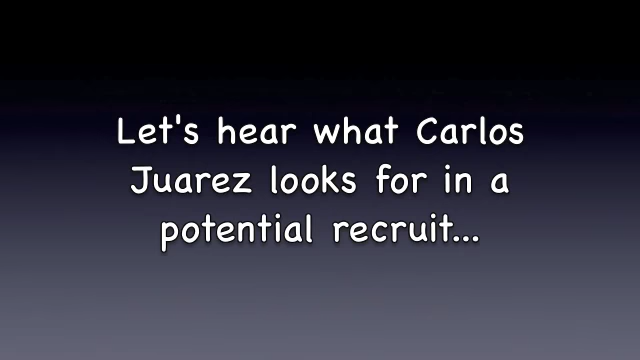 Let's hear what Carlos
Juarez looks for in a
potential recruit...